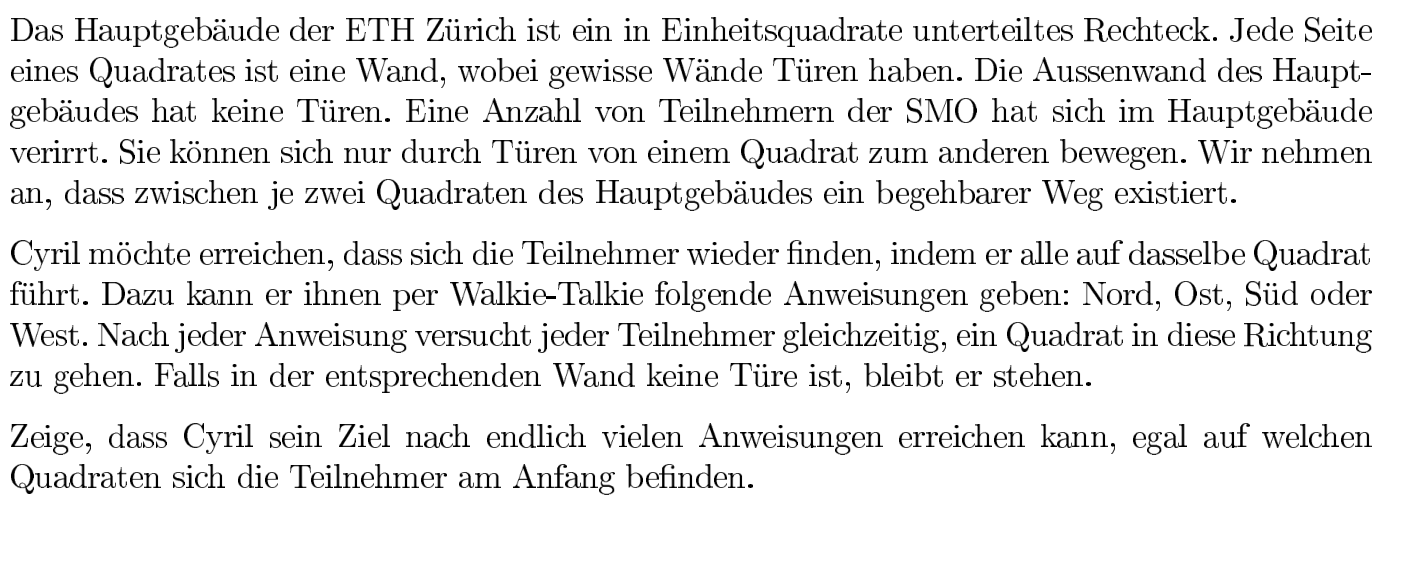 Das Hauptgebäude der ETH Zürich ist ein in Einheitsquadrate unterteiltes Rechteck. Jede Seite
eines Quadrates ist eine Wand, wobei gewisse Wände Türen haben. Die Aussenwand des Haupt-
gebäudes hat keine Türen. Eine Anzahl von Teilnehmern der SMO hat sich im Hauptgebäude
verirrt. Sie können sich nur durch Türen von einem Quadrat zum anderen bewegen. Wir nehmen
an, dass zwischen je zwei Quadraten des Hauptgebäudes ein begehbarer Weg existiert.
Cyril möchte erreichen, dass sich die Teilnehmer wieder finden, indem er alle auf dasselbe Quadrat
führt. Dazu kann er ihnen per Walkie-Talkie folgende Anweisungen geben: Nord, Ost, Süd oder
West. Nach jeder Anweisung versucht jeder Teilnehmer gleichzeitig, ein Quadrat in diese Richtung
zu gehen. Falls in der entsprechenden Wand keine Türe ist, bleibt er stehen.
Zeige, dass Cyril sein Ziel nach endlich vielen Anweisungen erreichen kann, egal auf welchen
Quadraten sich die Teilnehmer am Anfang befinden.